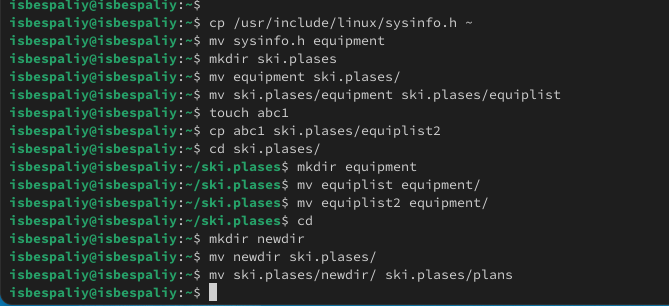 isbespaliy@isbespaliy:~$
isbespaliy@isbespaliy:~$ cp /usr/include/linux/sysinfo.h ~
isbespaliy@isbespaliy:~$ mv sysinfo.h equipment
isbespaliy@isbespaliy:~$ mkdir ski.plases
isbespaliy@isbespaliy:~$ mv equipment ski.plases/
isbespaliy@isbespaliy:~$ mv ski.plases/equipment ski.plases/equiplist
isbespaliy@isbespaliy:~$ touch abc1
isbespaliy@isbespaliy:~$ cp abc1 ski.plases/equiplist2
isbespaliy@isbespaliy:~$ cd ski.plases/
isbespaliy@isbespaliy:~/ski.plases$ mkdir equipment
isbespaliy@isbespaliy:~/ski.plases$ mv equiplist equipment/
isbespaliy@isbespaliy:~/ski.plases$ mv equiplist2 equipment/
isbespaliy@isbespaliy:~/ski.plases$ cd
isbespaliy@isbespaliy:~$ mkdir newdir
isbespaliy@isbespaliy:~$ mv newdir ski.plases/
isbespaliy@isbespaliy:~$ mv ski.plases/newdir/ ski.plases/plans
isbespaliy@isbespaliy:~$